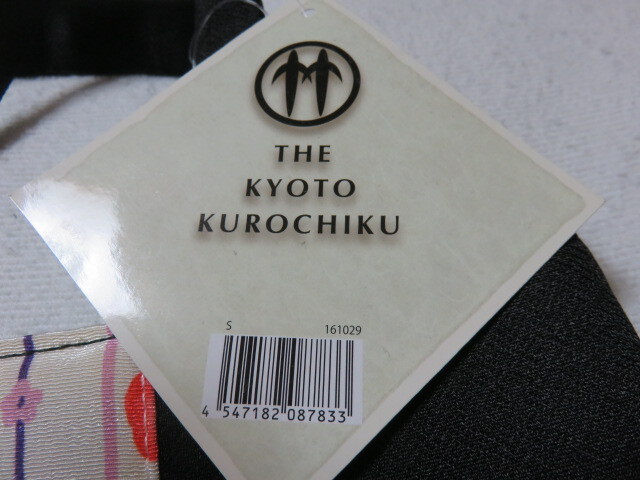 THE
KYOTO
KUROCHIKU
S 161029
4 547182 087833